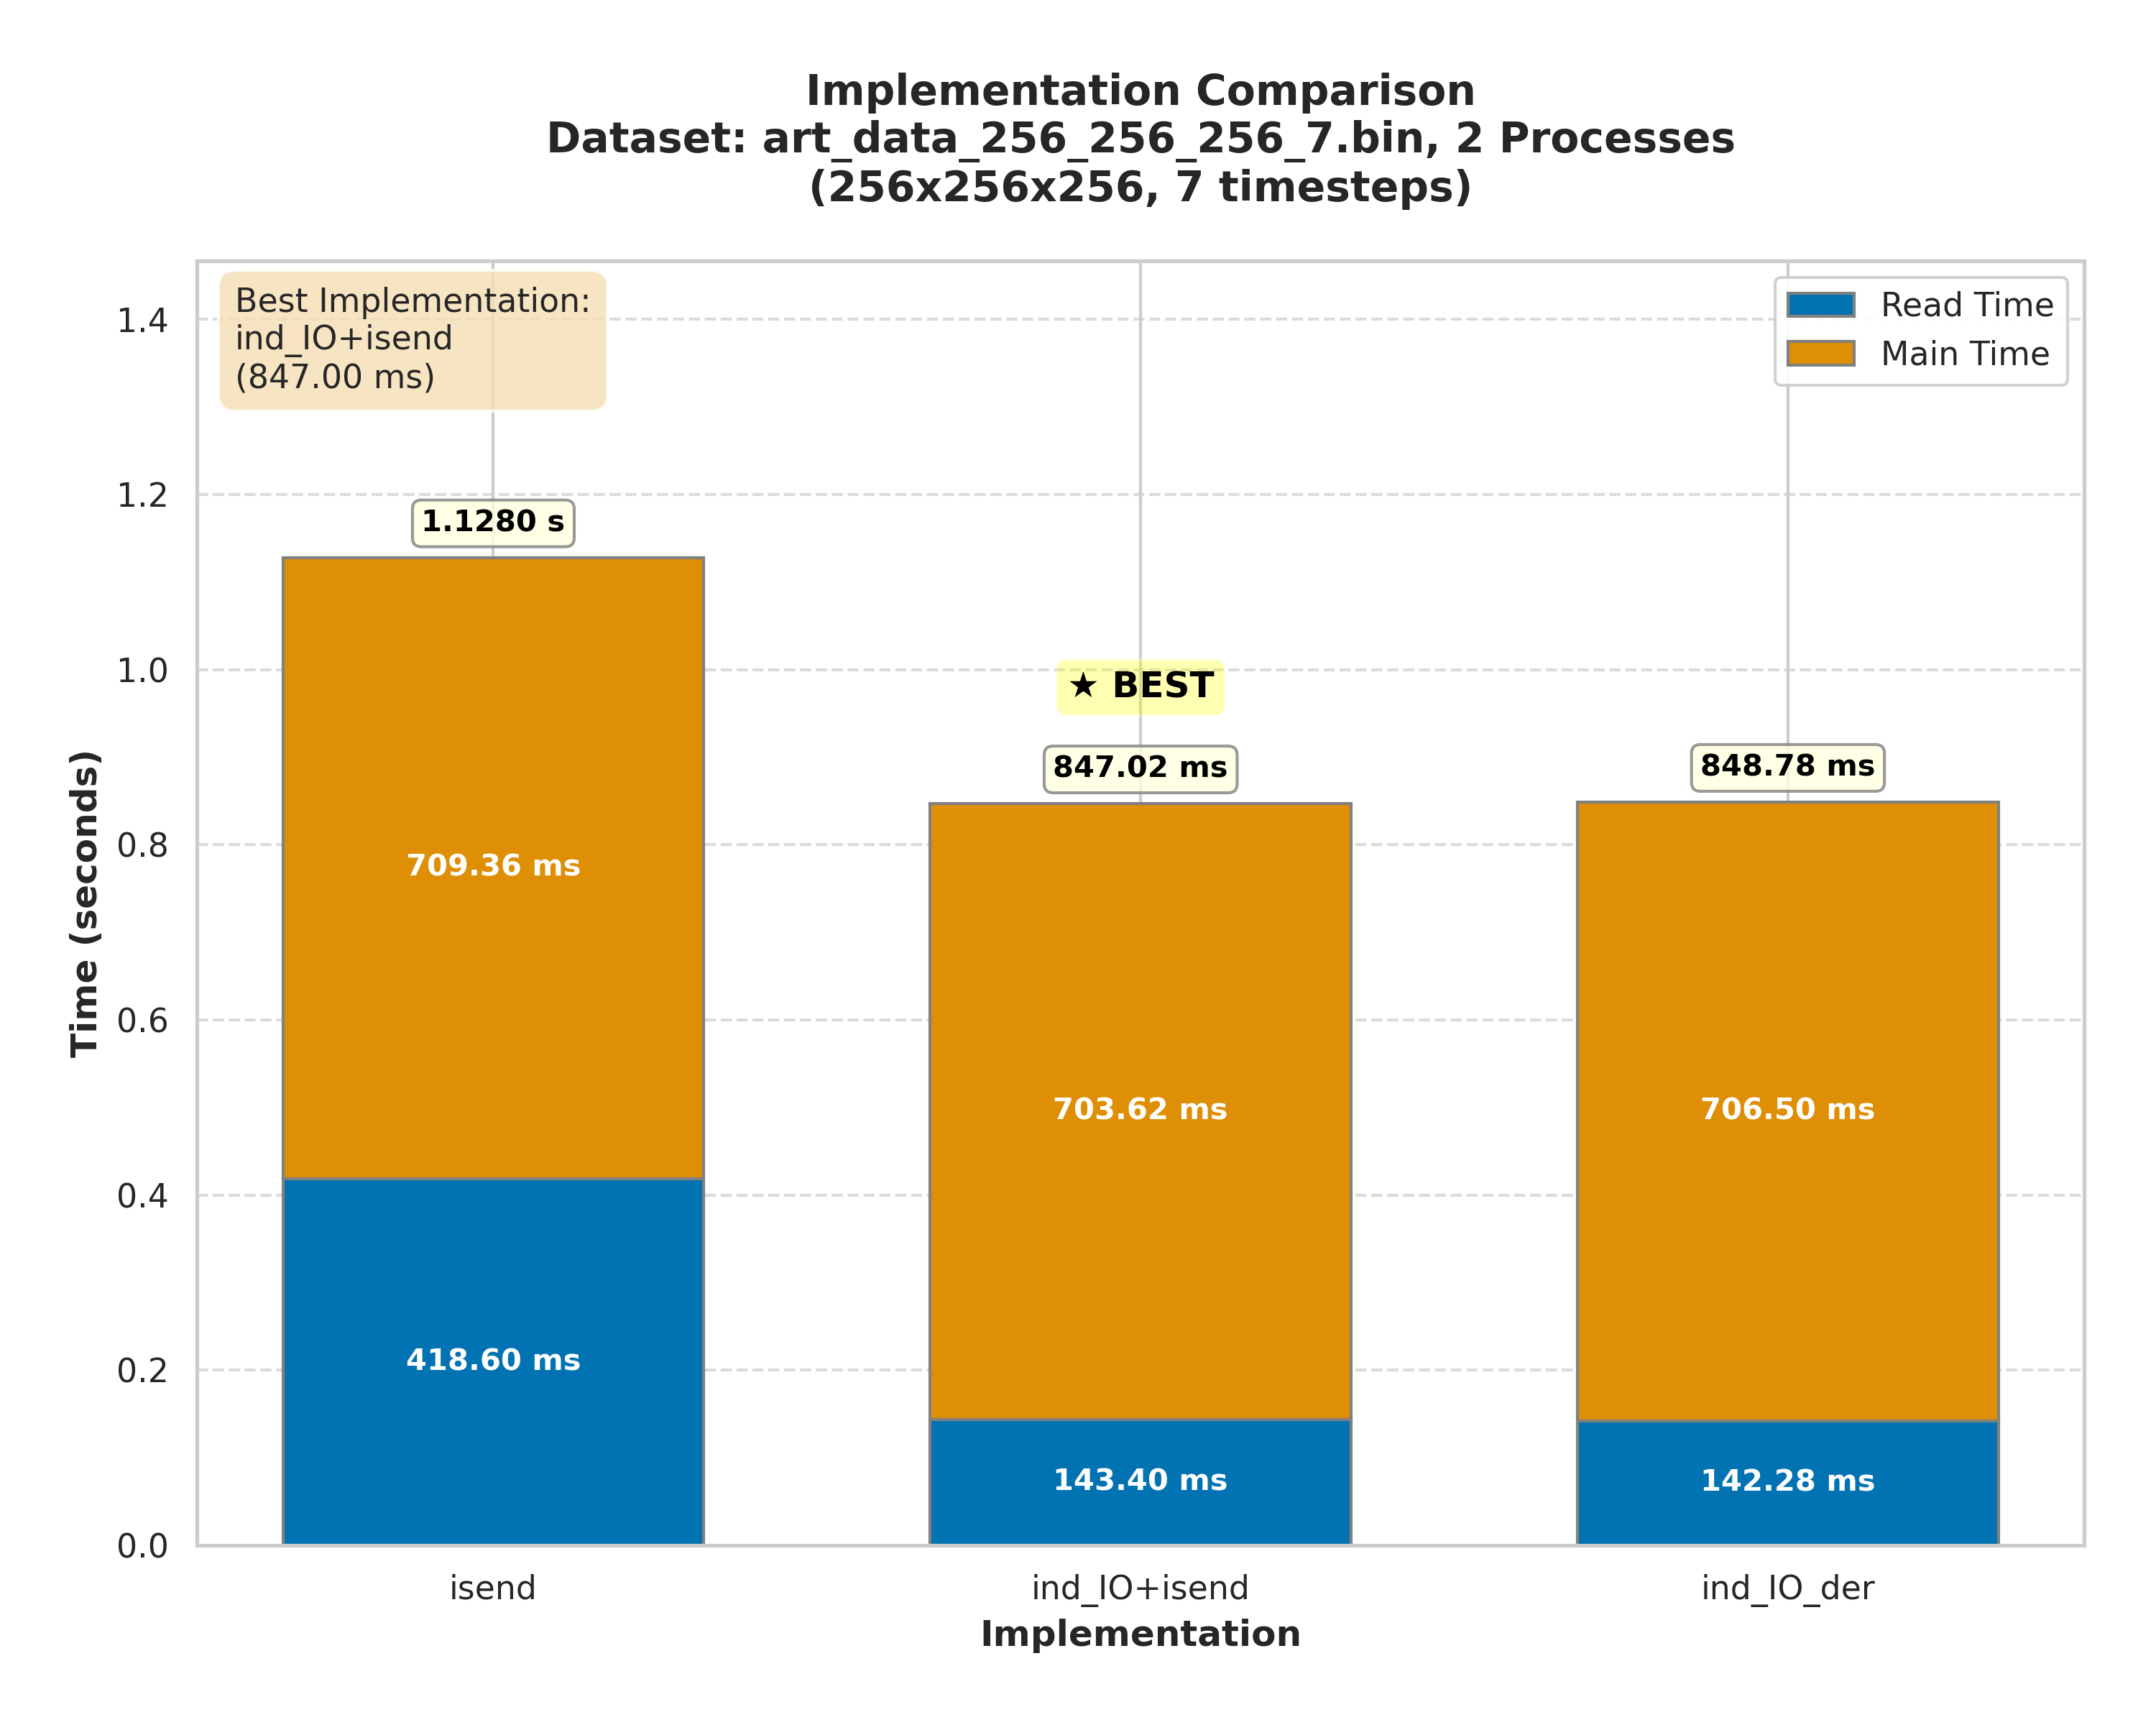 Implementation Comparison
Dataset: art_data_256_256_256_7.bin, 2 Processes
(256x256x256, 7 timesteps)
Best Implementation:
ind_IO+isend
(847.00 ms)
Read Time
Main Time
Time (seconds)
1.4
1.2
1.0
0.8
0.6
0.4
0.2
0.0
1.1280 s
709.36 ms
418.60 ms
★ BEST
847.02 ms
703.62 ms
143.40 ms
848.78 ms
706.50 ms
142.28 ms
isend
ind_IO+isend
ind_IO_der
Implementation